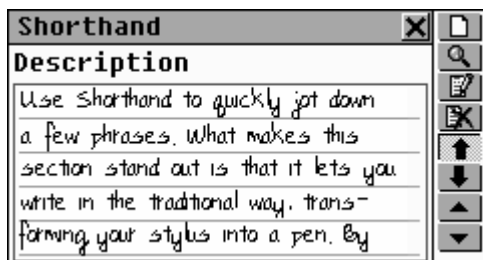 Shorthand
Description
Use Shorthand to quickly jot down
a few phrases. What makes this
section stand out is that it lets you
write in the traditional way, trans-
forming your stylus into a pen. By